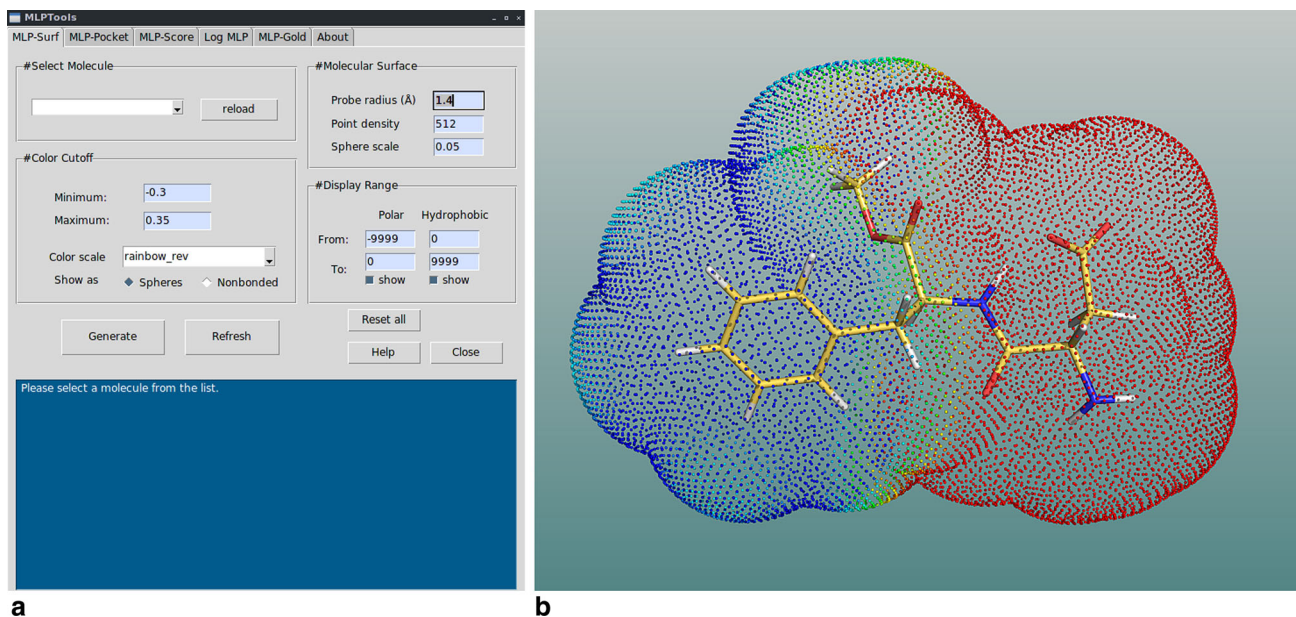 MLPTools
MLP-Surf MLP-Pocket MLP-Score Log MLP MLP-Gold About
#Select Molecule
reload
#Color Cutoff
Minimum: -0.3
Maximum: 0.35
Color scale rainbow_rev
Show as Spheres Nonbonded
Generate Refresh
#Molecular Surface
Probe radius (Å) 1.4
Point density 512
Sphere scale 0.05
#Display Range
Polar Hydrophobic
From: -9999 0
To: 0 9999
show show
Reset all
Help Close
Please select a molecule from the list.
a
b